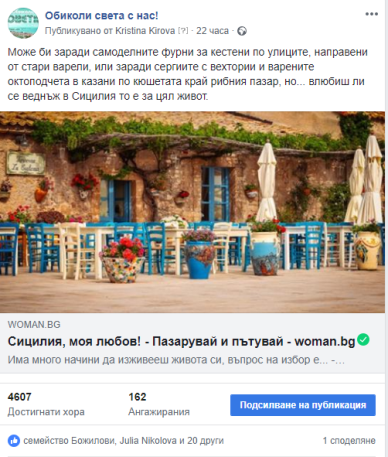 Обиколи света с нас!
Публикувано от Kristina Kirova [?] · 22 часа ·
Може би заради самоделните фурни за кестени по улиците, направени
от стари варели, или заради сергиите с вехтории и варените
октоподчета в казани по кюшетата край рибния пазар, но... влюбиш ли
се веднъж в Сицилия то е за цял живот.
WOMAN.BG
Сицилия, моя любов! - Пазарувай и пътувай - woman.bg
Има много начини да изживееш живота си, въпрос на избор е... -...
4607 162
Достигнати хора Ангажирания
Подсилване на публикация
семейство Божилови, Julia Nikolova и 20 други 1 споделяне